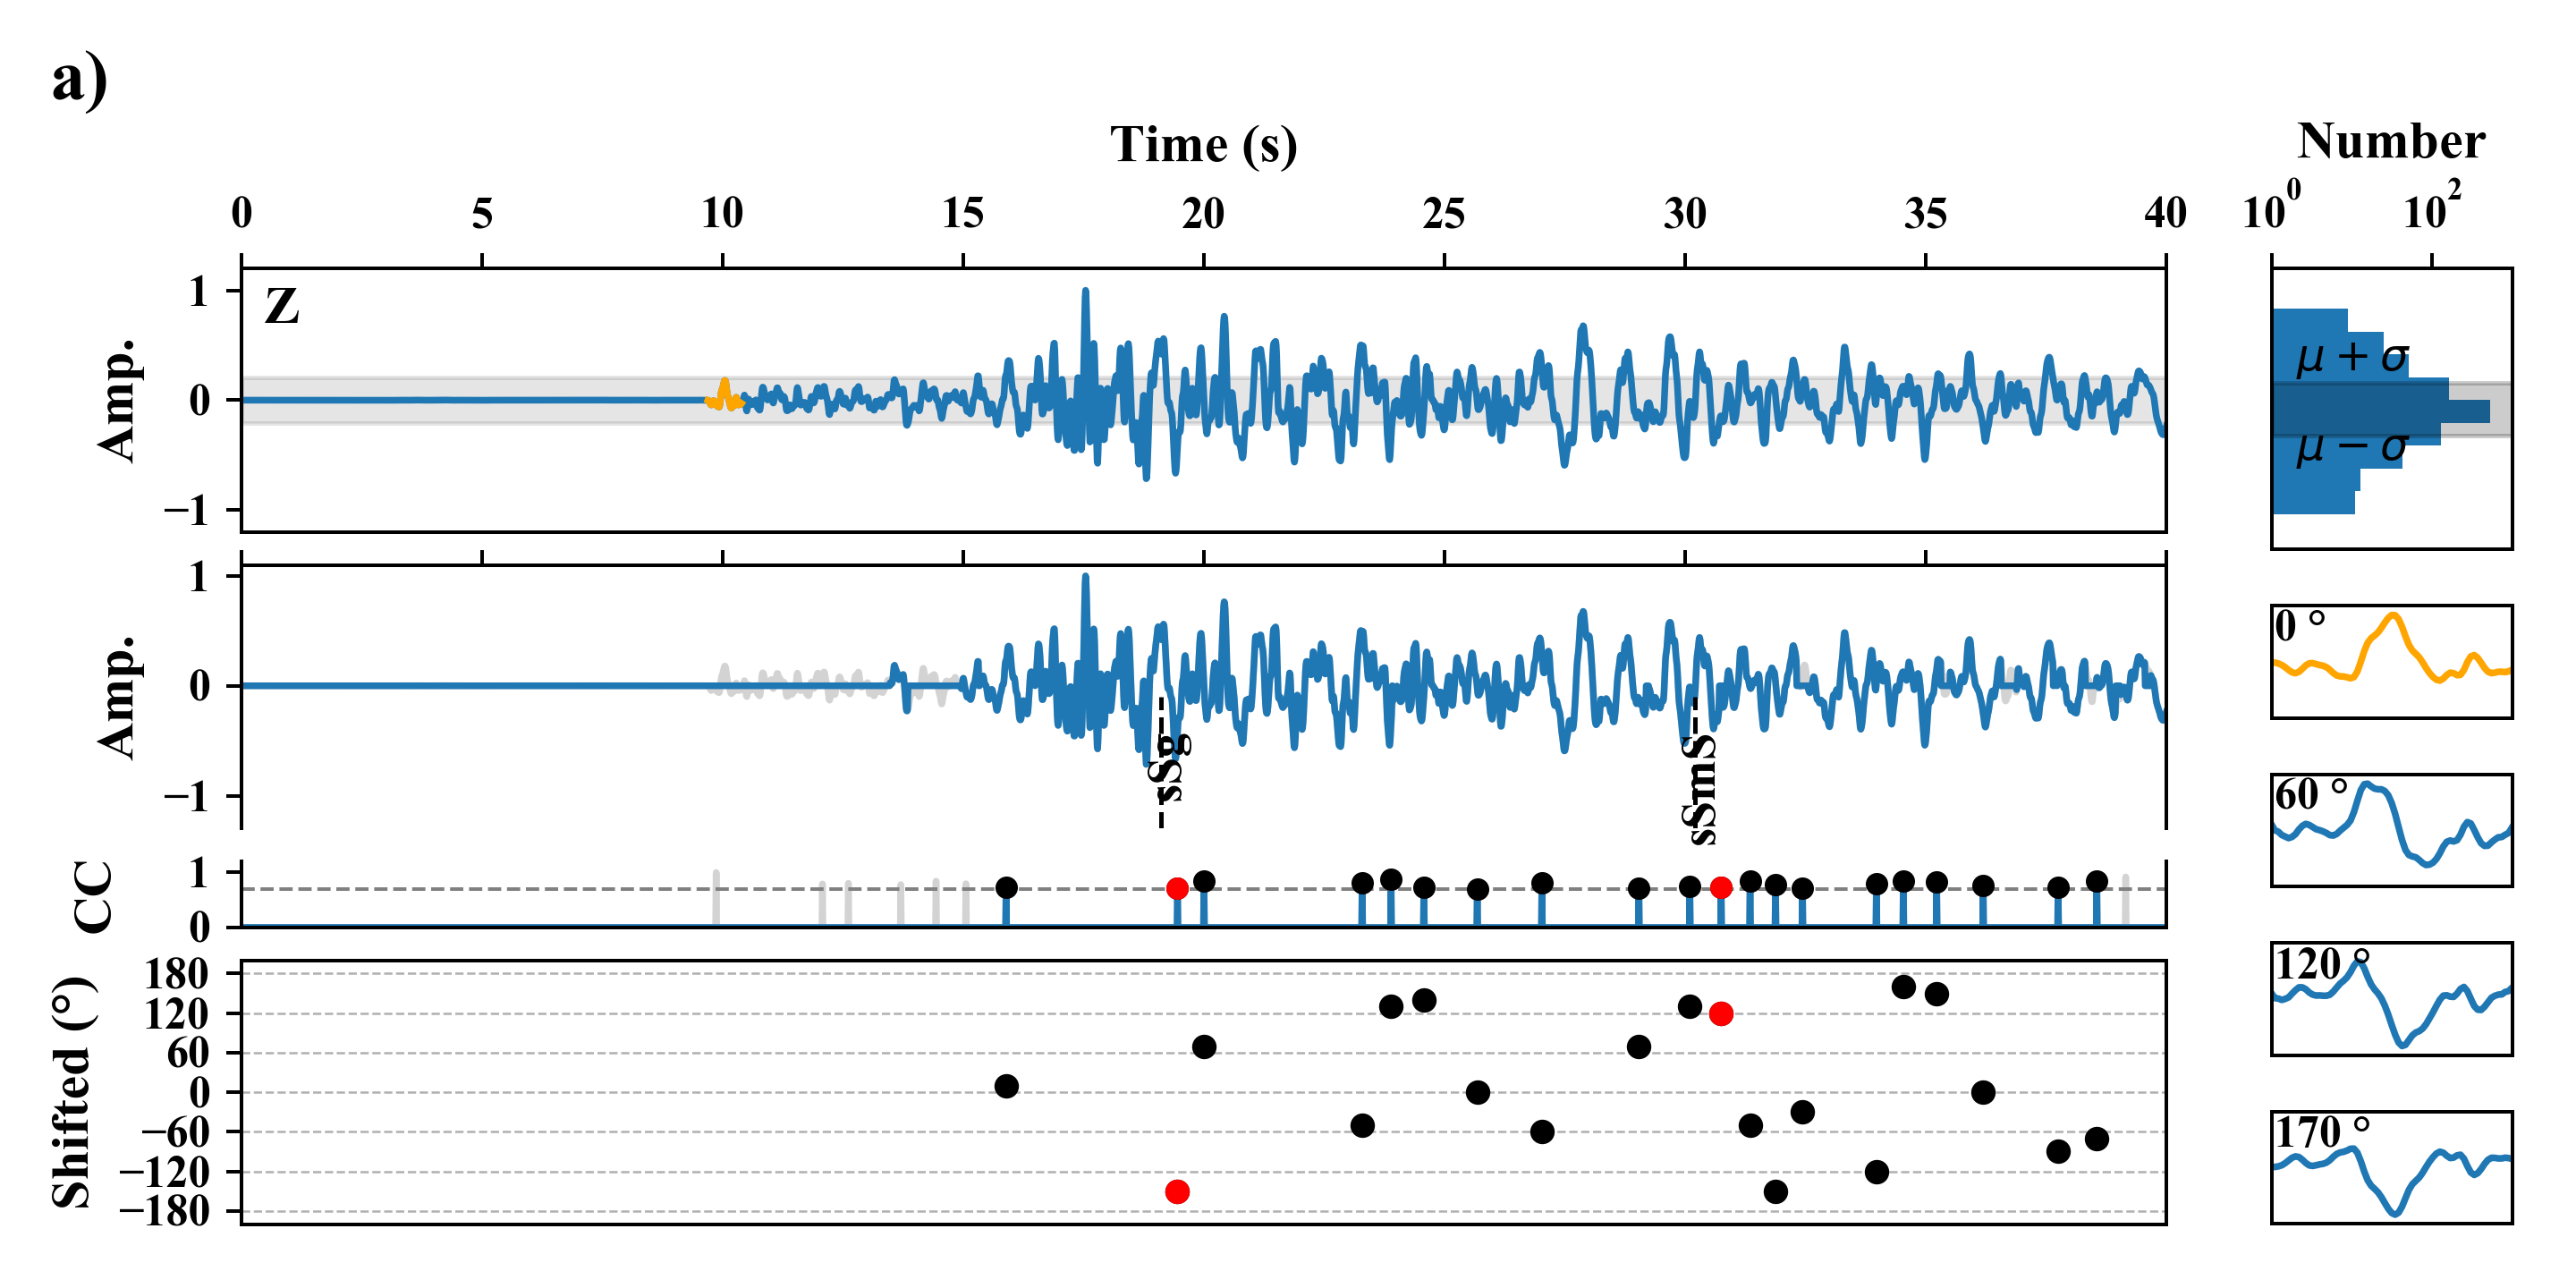 a)
Time (s)
Number
0 5 10 15 20 25 30 35 40
10^0 10^2
Z
Amp.
1
0
−1
μ + σ
μ − σ
Amp.
1
0
−1
sSg
sSmS
0 °
60 °
CC
1
0
120 °
Shifted (°)
180
120
60
0
−60
−120
−180
170 °